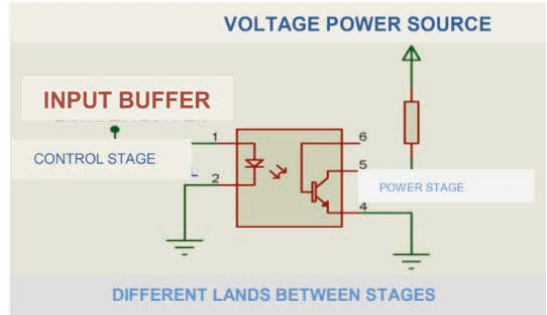 VOLTAGE POWER SOURCE
INPUT BUFFER
1
6
CONTROL STAGE
5
2
POWER STAGE
4
DIFFERENT LANDS BETWEEN STAGES